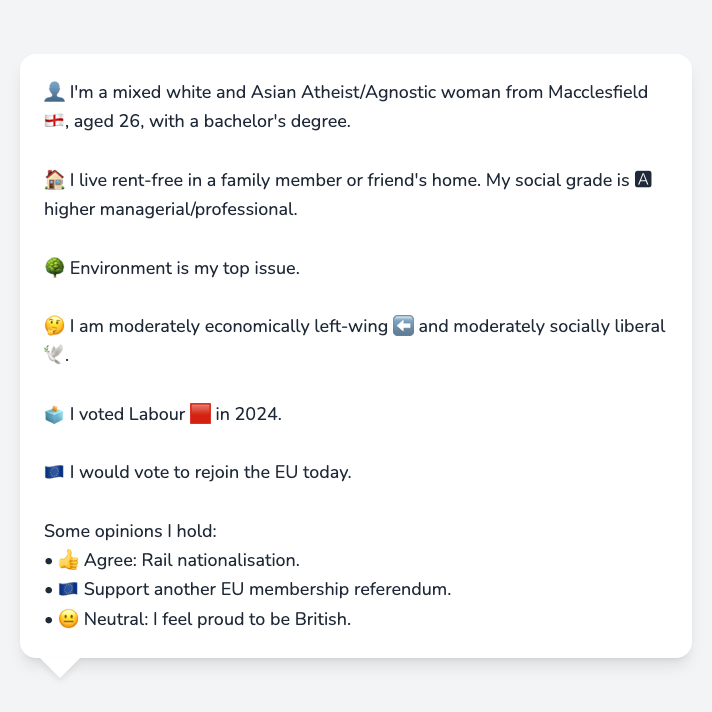 👤 I'm a mixed white and Asian Atheist/Agnostic woman from Macclesfield
🏴󠁧󠁢󠁥󠁮󠁧󠁿, aged 26, with a bachelor's degree.
🏠 I live rent-free in a family member or friend's home. My social grade is 🅰
higher managerial/professional.
🌳 Environment is my top issue.
🤔 I am moderately economically left-wing ⬅️ and moderately socially liberal
🕊️.
🗳️ I voted Labour 🟥 in 2024.
🇪🇺 I would vote to rejoin the EU today.
Some opinions I hold:
• 👍 Agree: Rail nationalisation.
• 🇪🇺 Support another EU membership referendum.
• 😐 Neutral: I feel proud to be British.